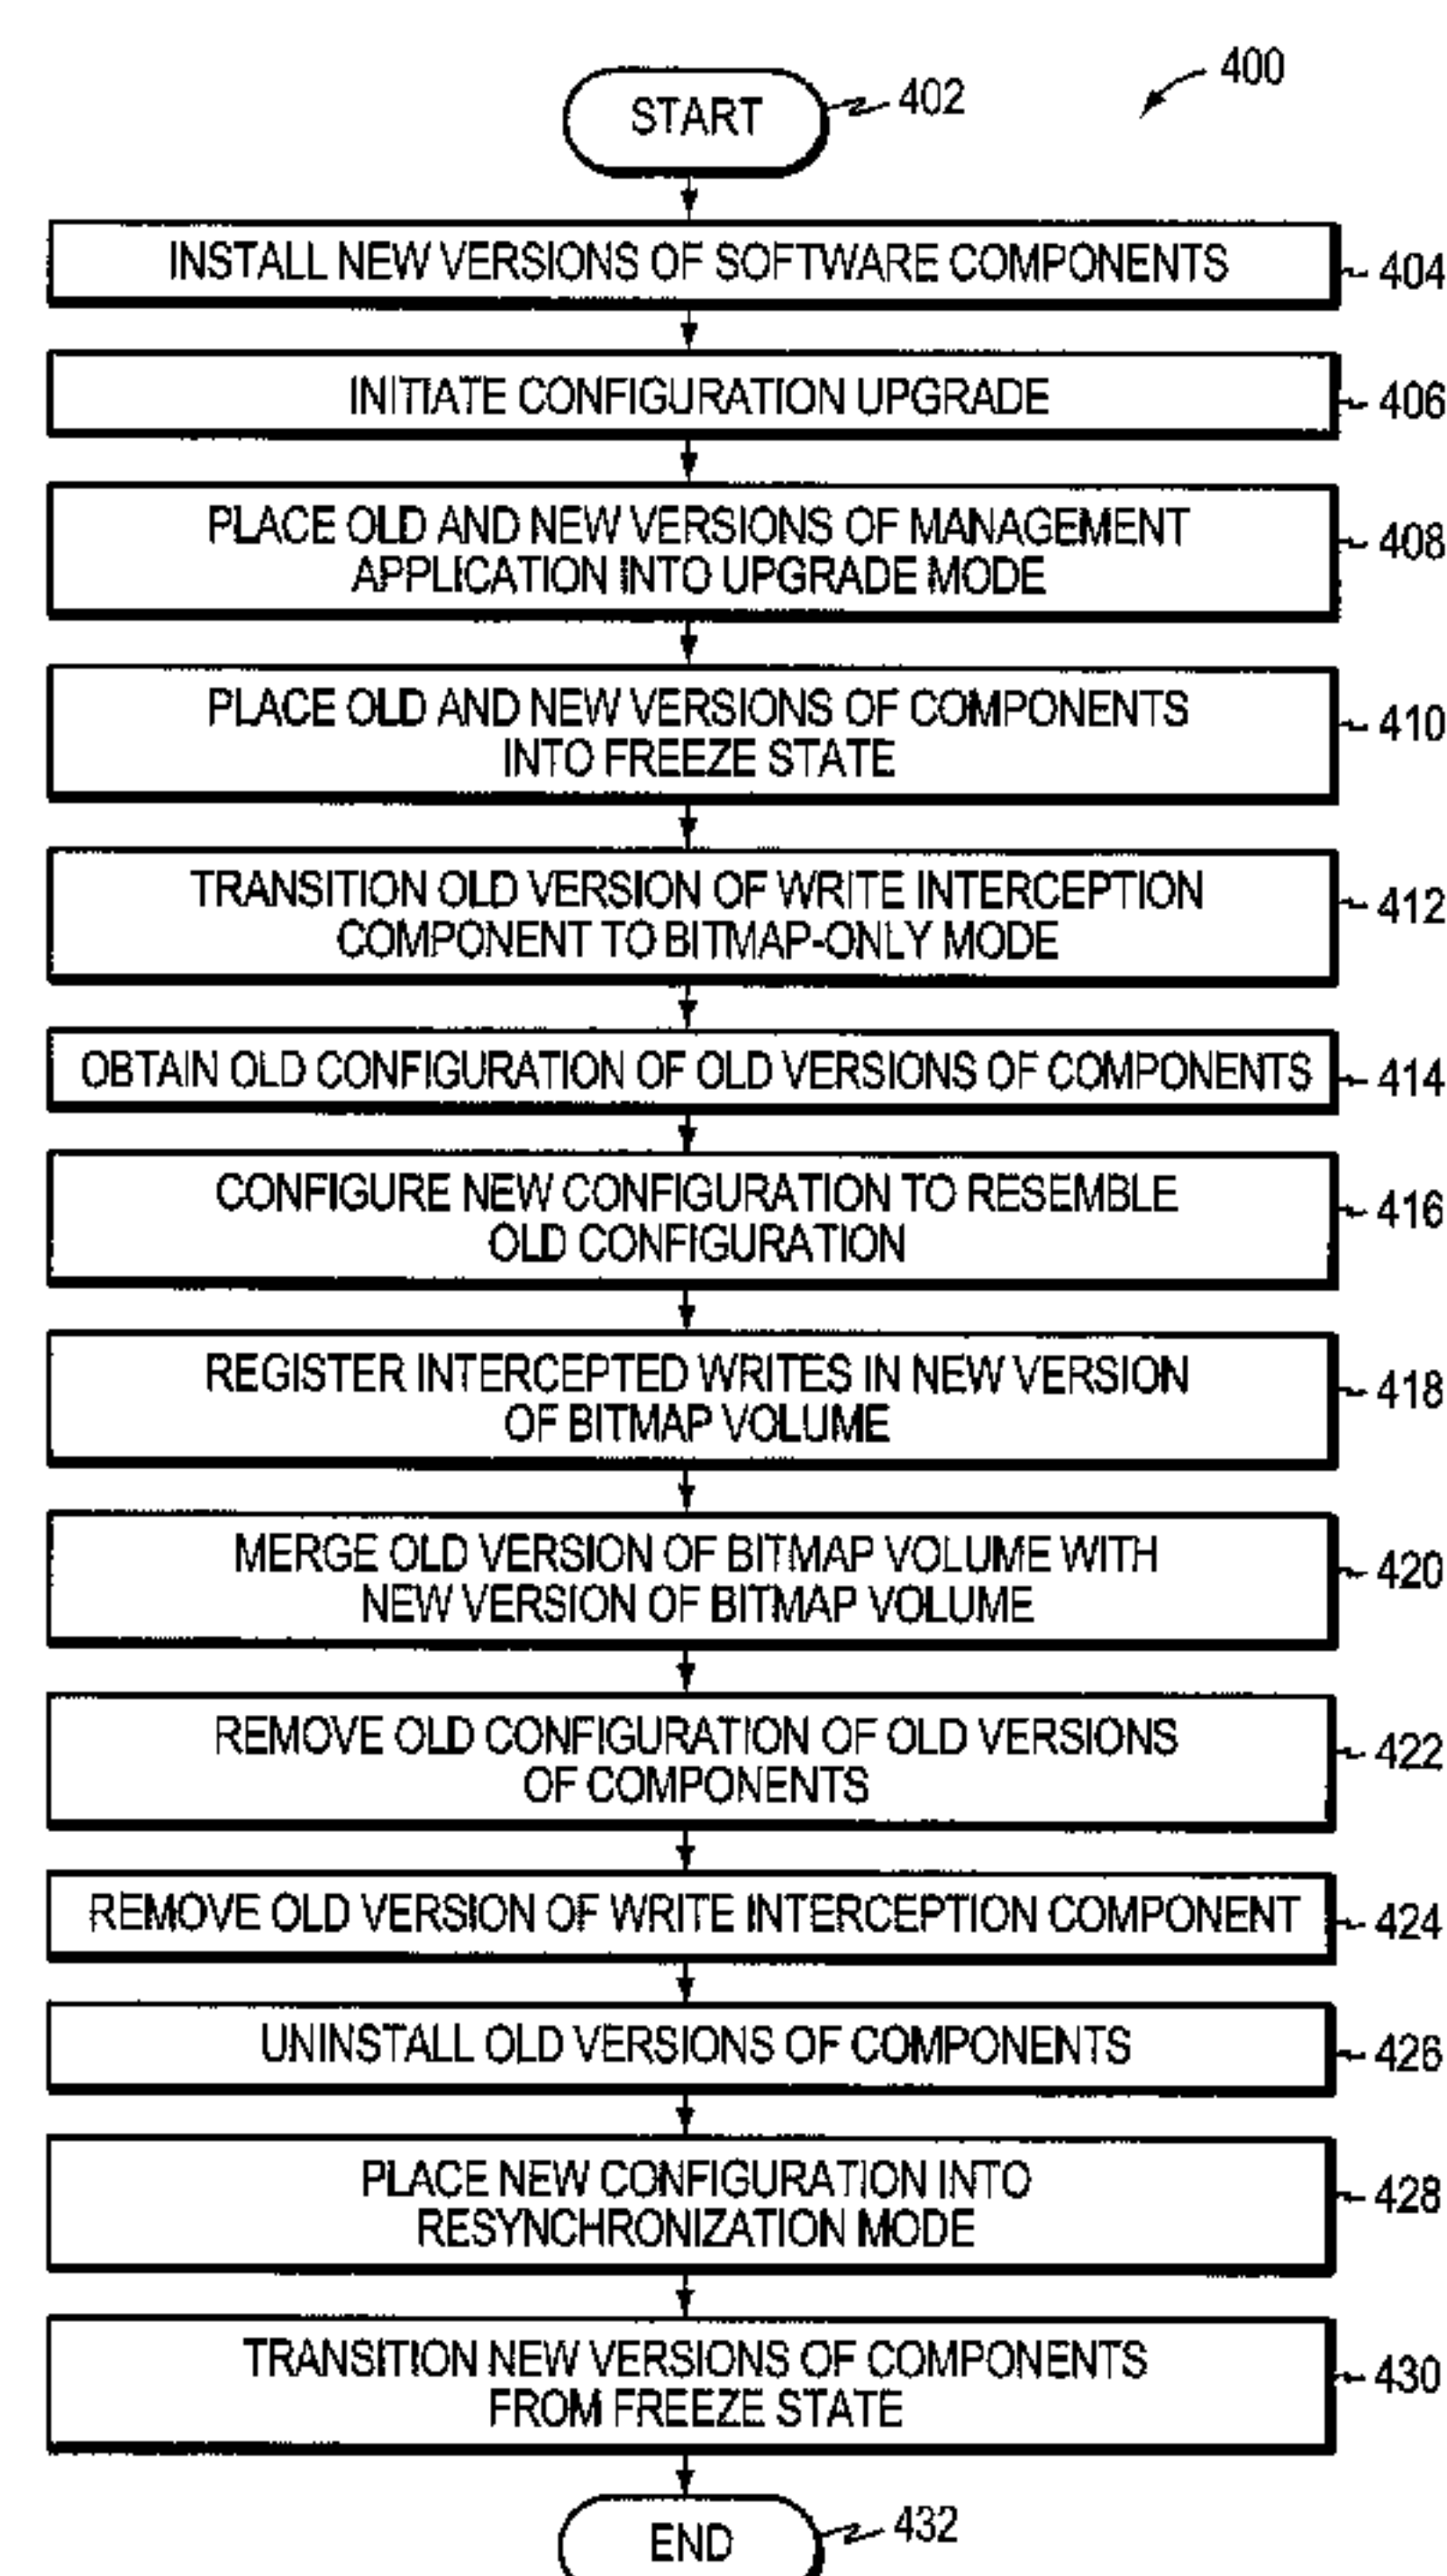 400
START
402
INSTALL NEW VERSIONS OF SOFTWARE COMPONENTS
404
INITIATE CONFIGURATION UPGRADE
406
PLACE OLD AND NEW VERSIONS OF MANAGEMENT
APPLICATION INTO UPGRADE MODE
408
PLACE OLD AND NEW VERSIONS OF COMPONENTS
INTO FREEZE STATE
410
TRANSITION OLD VERSION OF WRITE INTERCEPTION
COMPONENT TO BITMAP-ONLY MODE
412
OBTAIN OLD CONFIGURATION OF OLD VERSIONS OF COMPONENTS
414
CONFIGURE NEW CONFIGURATION TO RESEMBLE
OLD CONFIGURATION
416
REGISTER INTERCEPTED WRITES IN NEW VERSION
OF BITMAP VOLUME
418
MERGE OLD VERSION OF BITMAP VOLUME WITH
NEW VERSION OF BITMAP VOLUME
420
REMOVE OLD CONFIGURATION OF OLD VERSIONS
OF COMPONENTS
422
REMOVE OLD VERSION OF WRITE INTERCEPTION COMPONENT
424
UNINSTALL OLD VERSIONS OF COMPONENTS
426
PLACE NEW CONFIGURATION INTO
RESYNCHRONIZATION MODE
428
TRANSITION NEW VERSIONS OF COMPONENTS
FROM FREEZE STATE
430
END
432